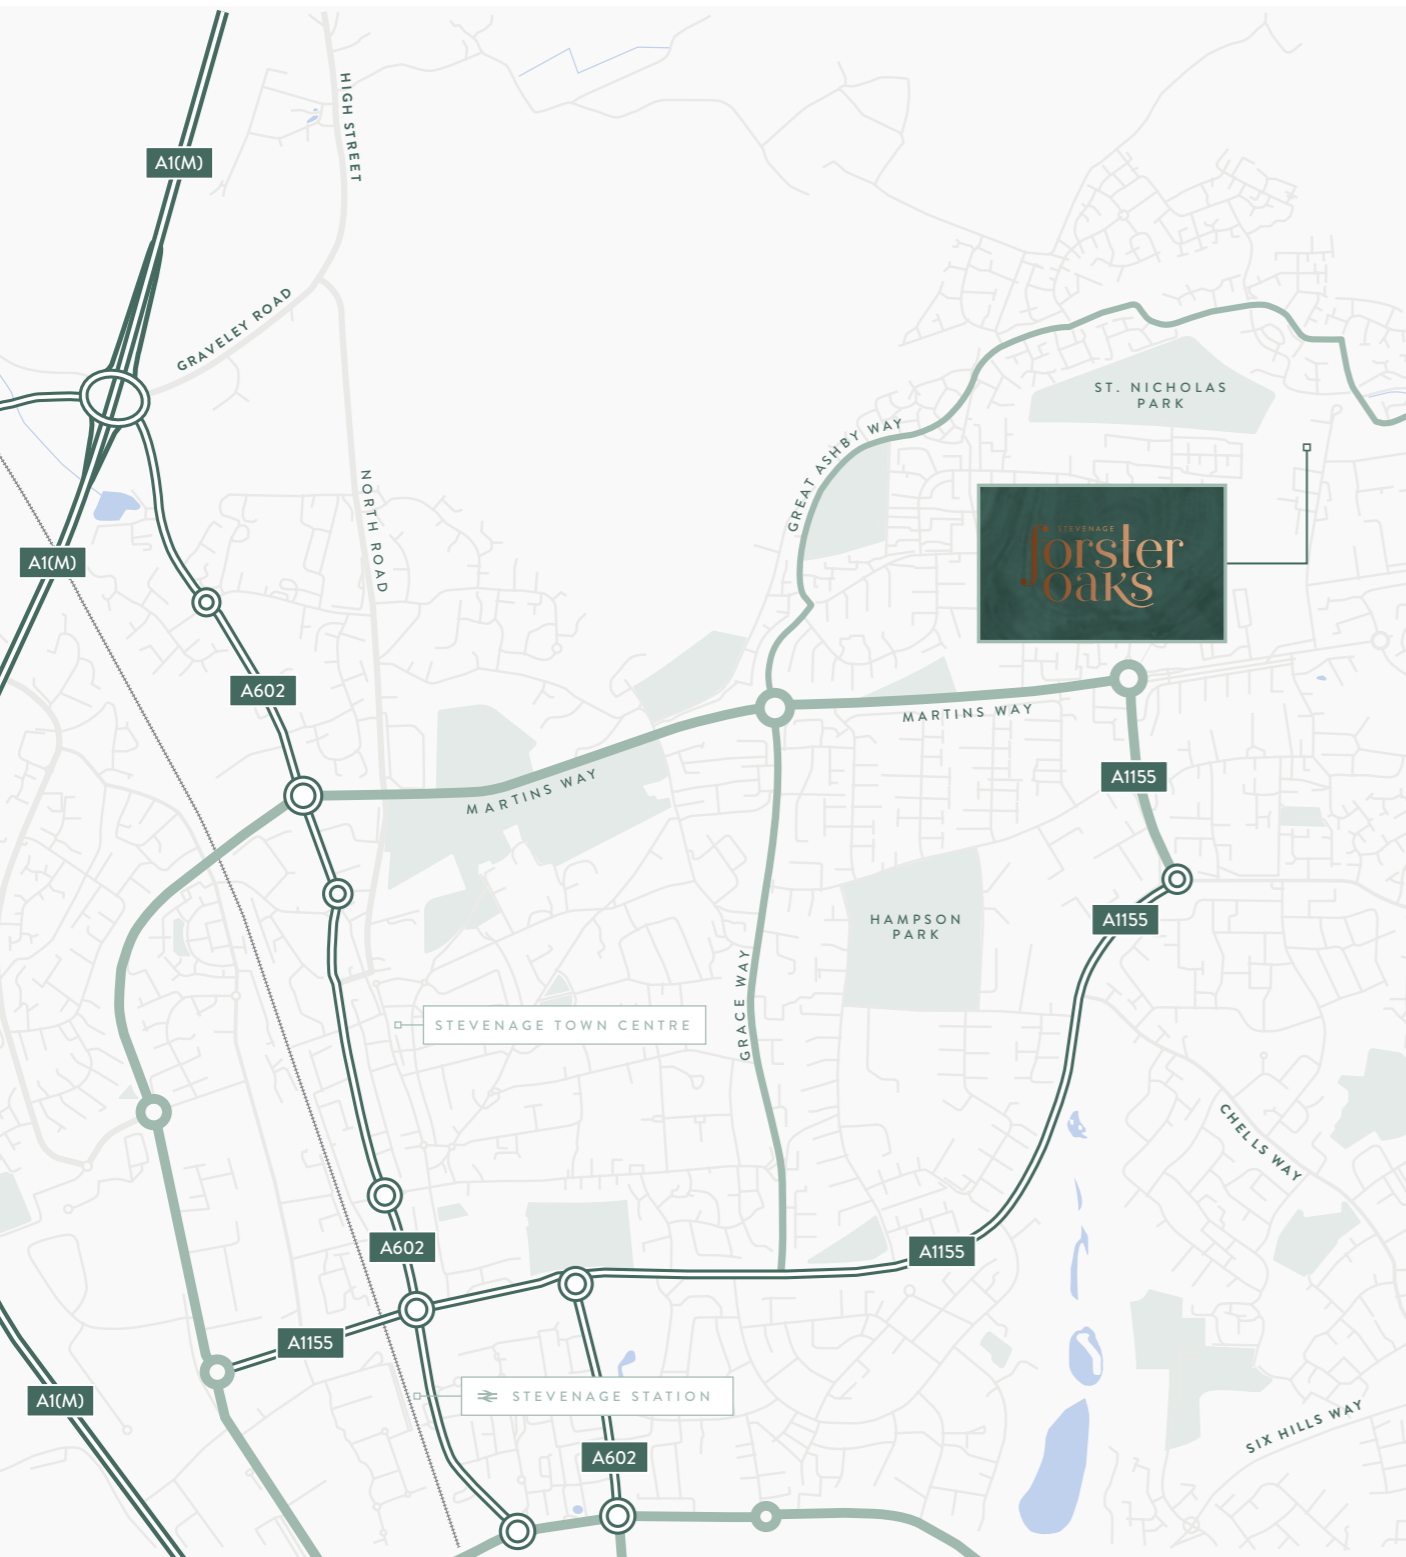 HIGH STREET
A1(M)
GRAVELEY ROAD
ST. NICHOLAS
PARK
GREAT ASHBY WAY
NORTH ROAD
STEVENAGE
forster
oaks
A1(M)
A602
MARTINS WAY
MARTINS WAY
A1155
HAMPSON
PARK
A1155
GRACE WAY
STEVENAGE TOWN CENTRE
CHELLS WAY
A602
A1155
A1155
A1(M)
STEVENAGE STATION
SIX HILLS WAY
A602